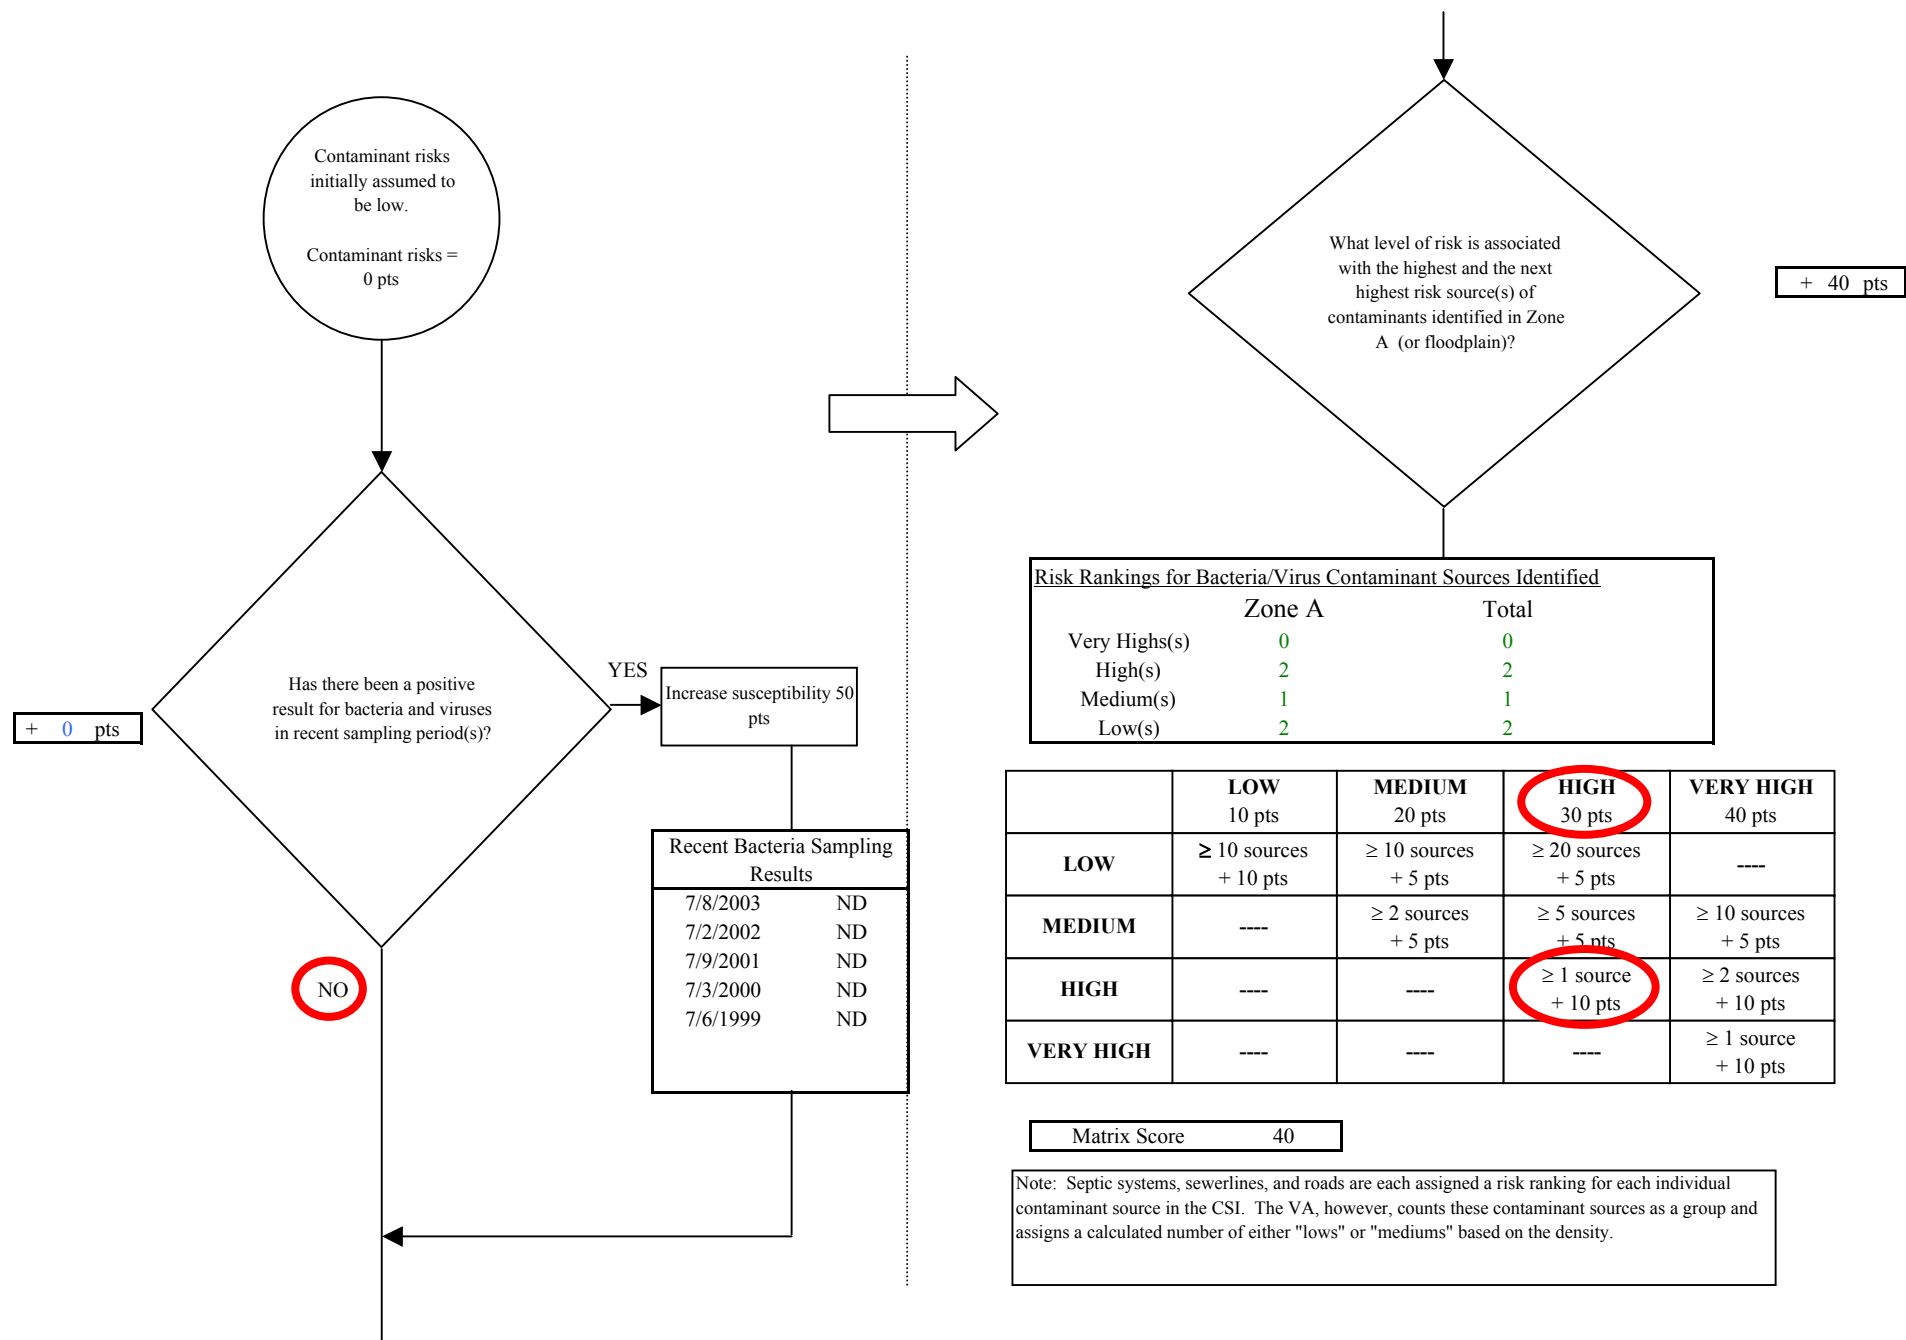 Contaminant risks
initially assumed to
be low.
Contaminant risks =
0 pts
Has there been a positive
result for bacteria and viruses
in recent sampling period(s)?
+ 0 pts
YES
Increase susceptibility 50
pts
NO
Recent Bacteria Sampling
Results
7/8/2003 ND
7/2/2002 ND
7/9/2001 ND
7/3/2000 ND
7/6/1999 ND
What level of risk is associated
with the highest and the next
highest risk source(s) of
contaminants identified in Zone
A (or floodplain)?
+ 40 pts
Risk Rankings for Bacteria/Virus Contaminant Sources Identified
Zone A Total
Very Highs(s) 0 0
High(s) 2 2
Medium(s) 1 1
Low(s) 2 2
LOW MEDIUM HIGH VERY HIGH
10 pts 20 pts 30 pts 40 pts
LOW ≥ 10 sources ≥ 10 sources ≥ 20 sources ----
+ 10 pts + 5 pts + 5 pts
MEDIUM ---- ≥ 2 sources ≥ 5 sources ≥ 10 sources
+ 5 pts + 5 pts + 5 pts
HIGH ---- ---- ≥ 1 source ≥ 2 sources
+ 10 pts + 10 pts
VERY HIGH ---- ---- ---- ≥ 1 source
+ 10 pts
Matrix Score 40
Note: Septic systems, sewerlines, and roads are each assigned a risk ranking for each individual
contaminant source in the CSI. The VA, however, counts these contaminant sources as a group and
assigns a calculated number of either "lows" or "mediums" based on the density.